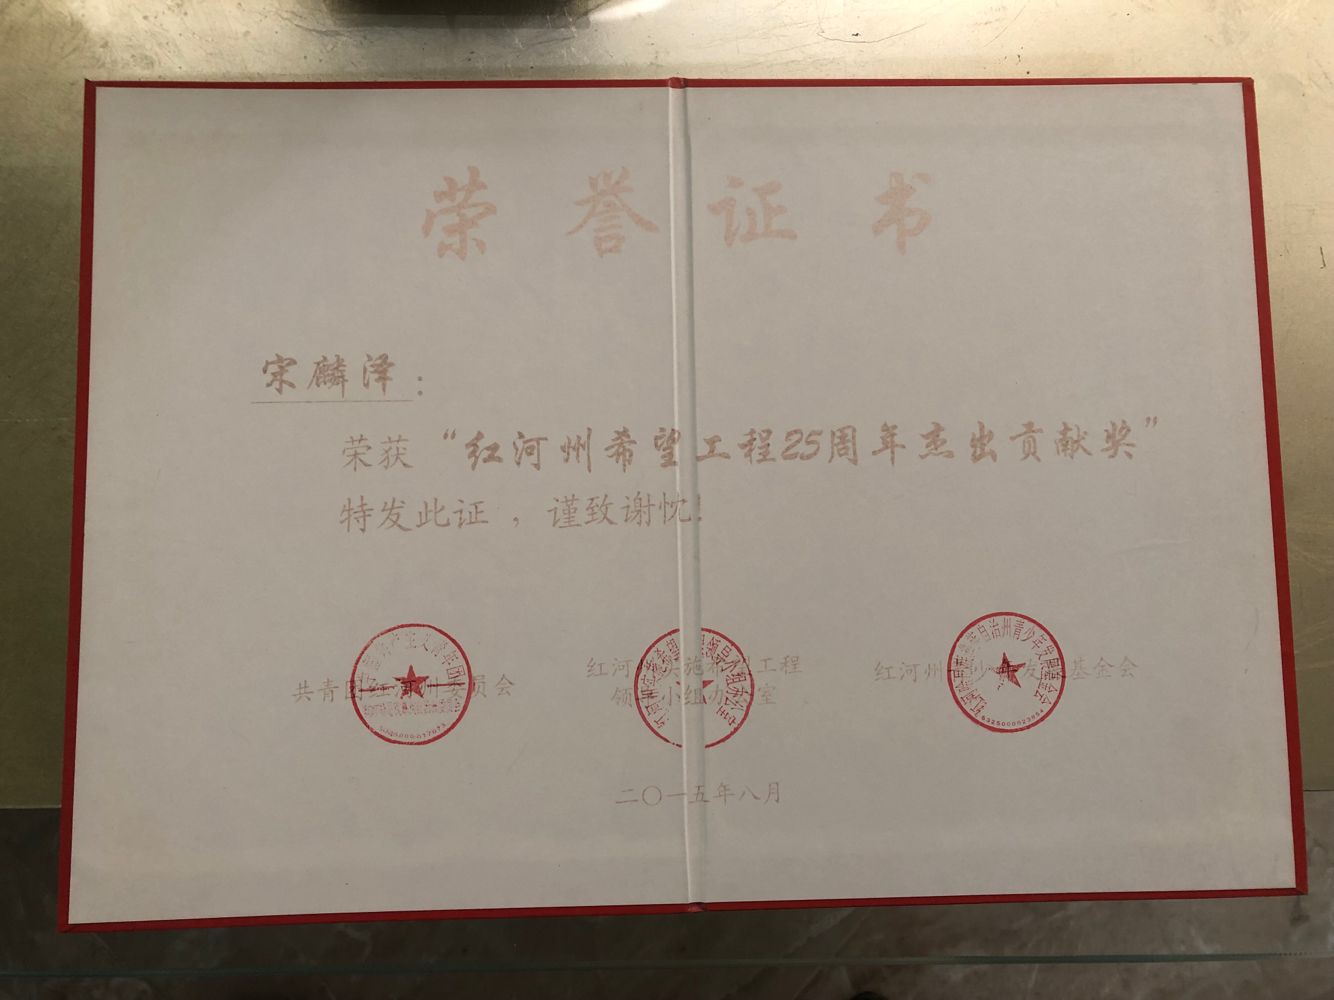 荣誉证书
宋麟泽：
荣获“红河州希望工程25周年杰出贡献奖”
特发此证，谨致谢忱！
共青团红河州委员会
红河州实施希望工程
领导小组办公室
红河州青少年发展基金会
二〇一五年八月